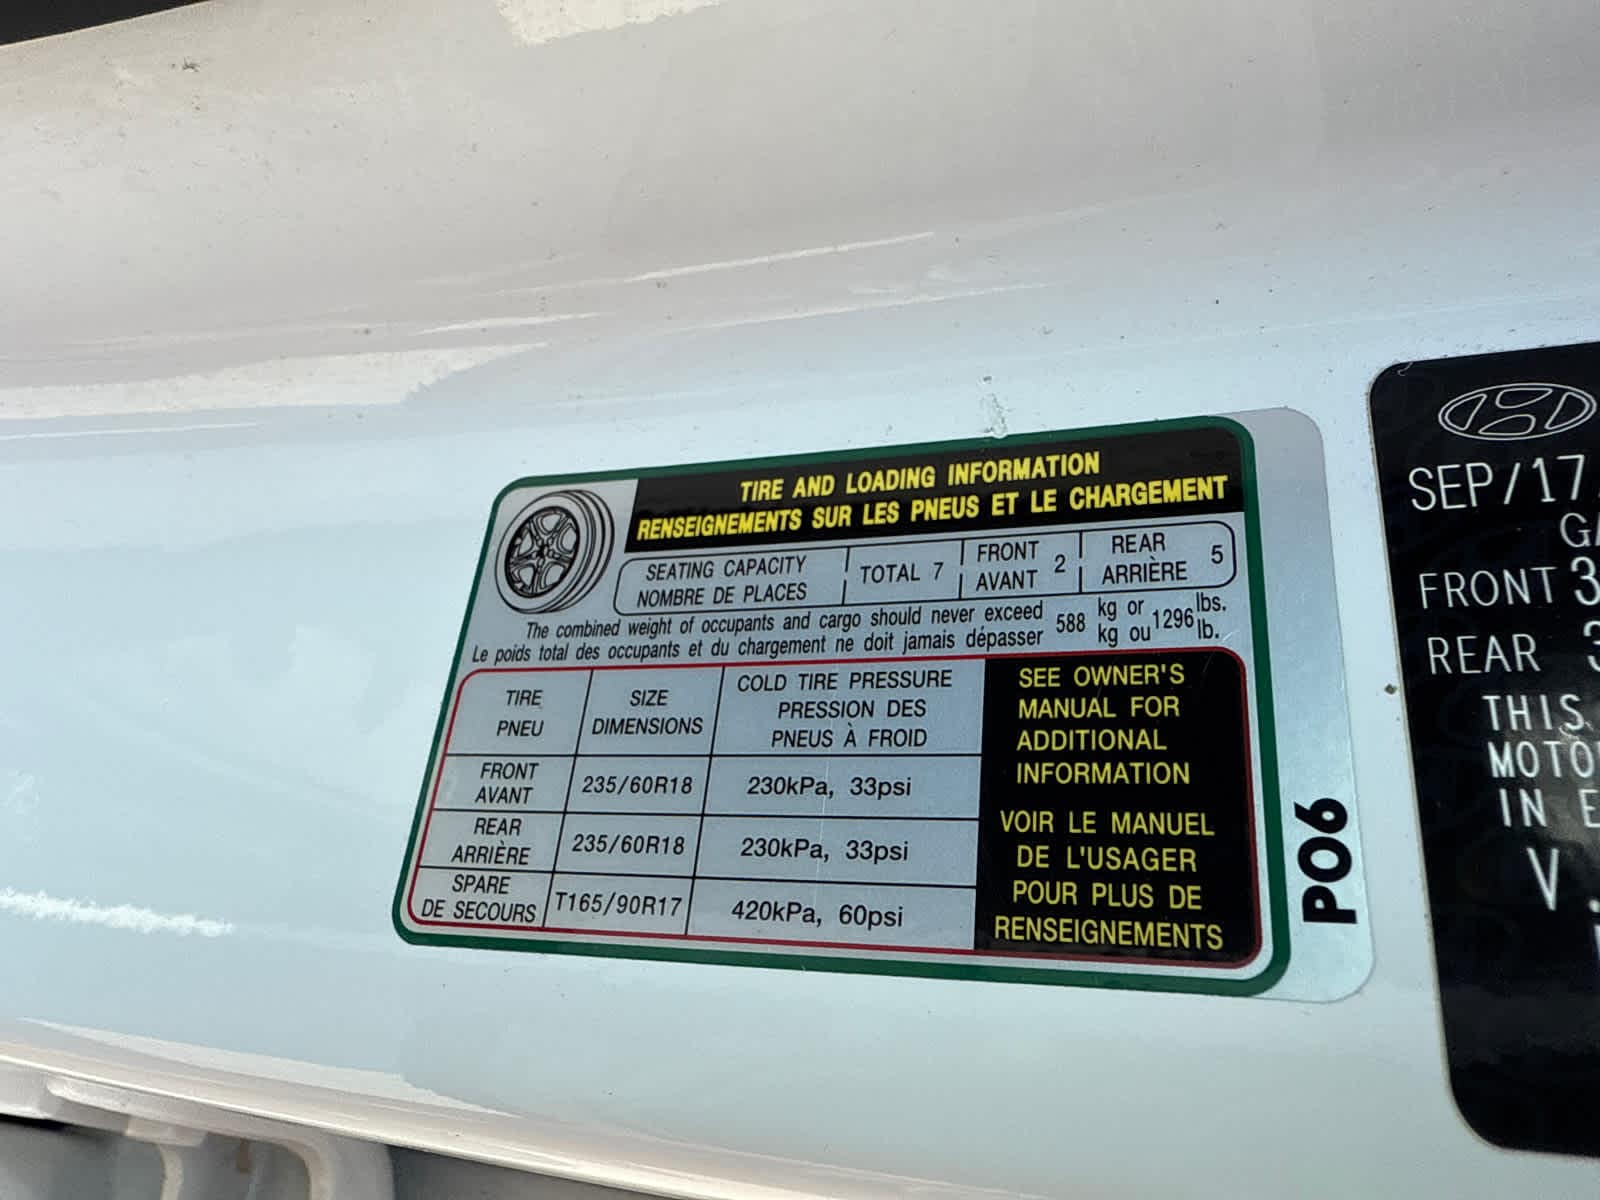 TIRE AND LOADING INFORMATION
RENSEIGNEMENTS SUR LES PNEUS ET LE CHARGEMENT
SEATING CAPACITY
NOMBRE DE PLACES
TOTAL 7
FRONT
AVANT
2
REAR
ARRIÈRE
5
The combined weight of occupants and cargo should never exceed
Le poids total des occupants et du chargement ne doit jamais dépasser
588
kg or
kg ou
1296
lbs.
lb.
TIRE
PNEU
SIZE
DIMENSIONS
COLD TIRE PRESSURE
PRESSION DES
PNEUS À FROID
FRONT
AVANT
235/60R18
230kPa, 33psi
REAR
ARRIÈRE
235/60R18
230kPa, 33psi
SPARE
DE SECOURS
T165/90R17
420kPa, 60psi
SEE OWNER'S
MANUAL FOR
ADDITIONAL
INFORMATION
VOIR LE MANUEL
DE L'USAGER
POUR PLUS DE
RENSEIGNEMENTS
PO6
SEP/17
FRONT 3
REAR 3
THIS
MOTO
IN E
V.